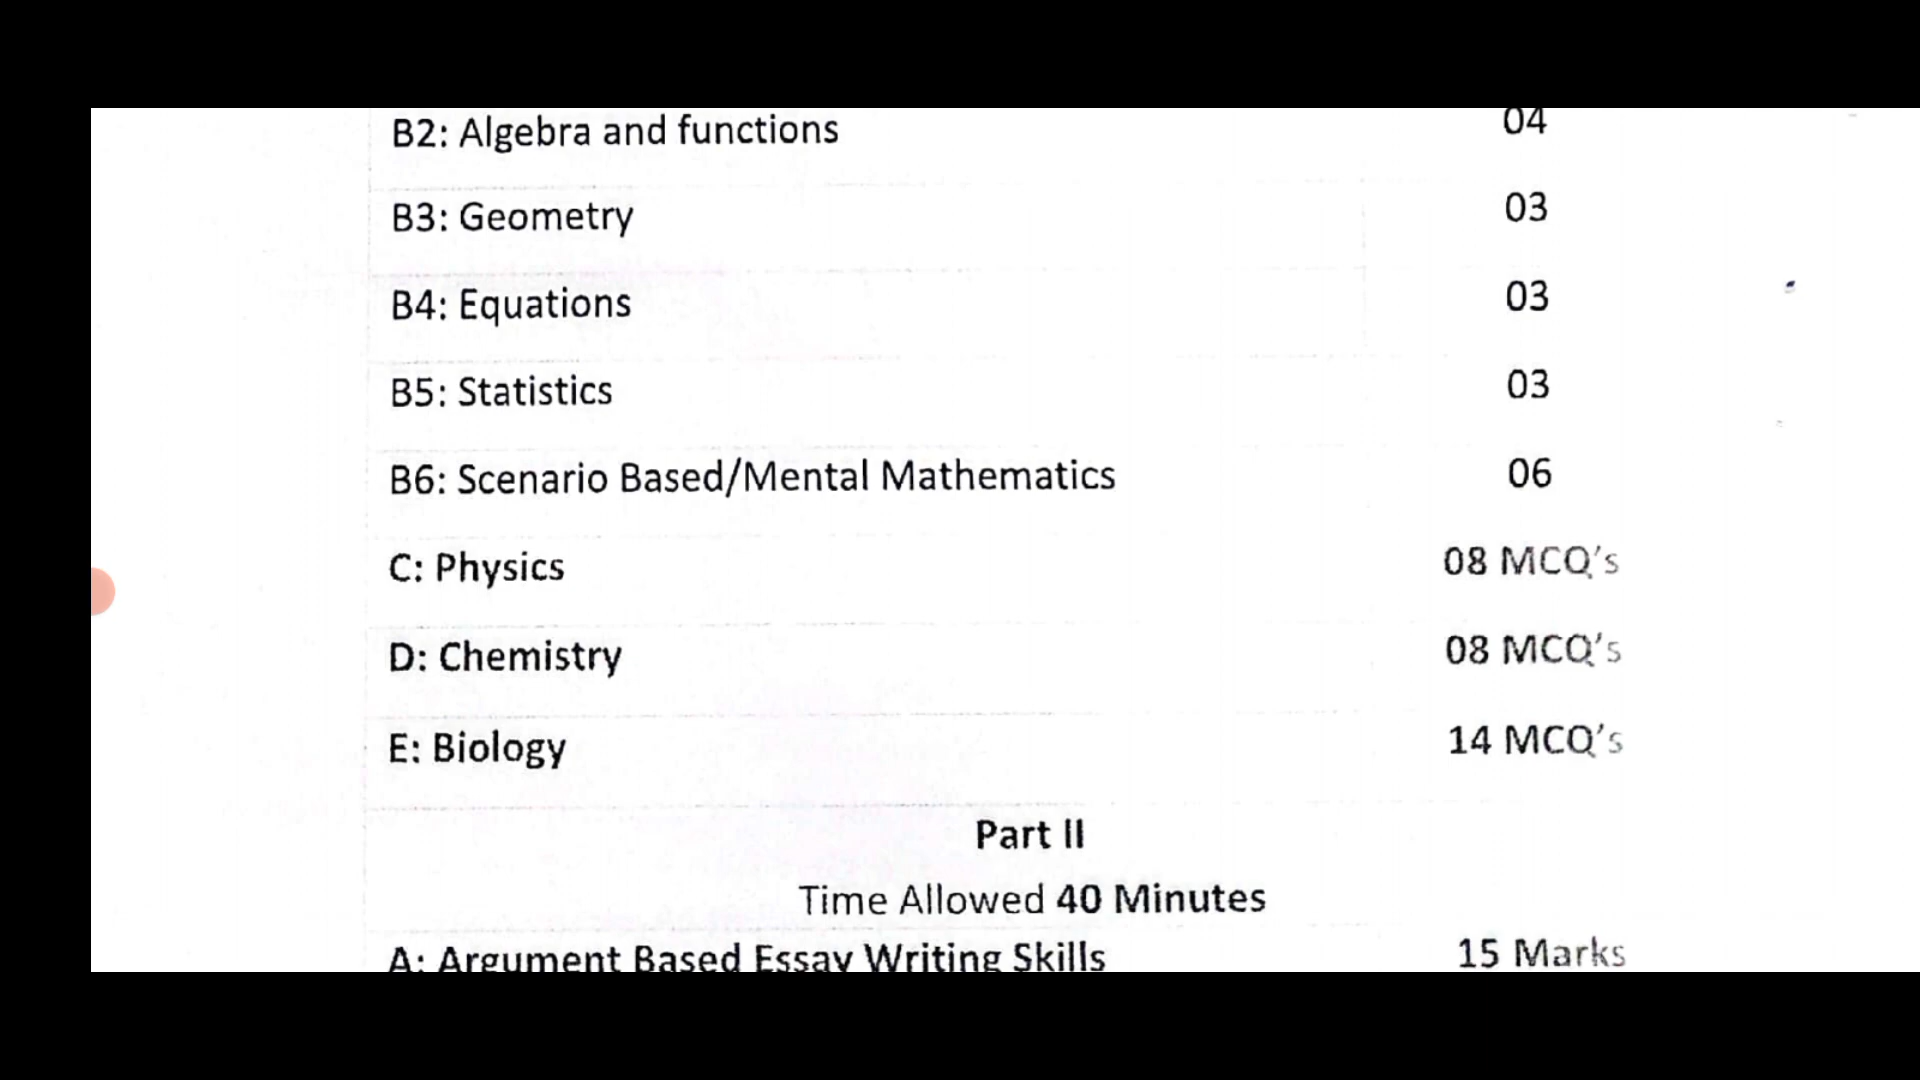 B2: Algebra and functions 04
B3: Geometry 03
B4: Equations 03
B5: Statistics 03
B6: Scenario Based/Mental Mathematics 06
C: Physics 08 MCQ's
D: Chemistry 08 MCQ's
E: Biology 14 MCQ's
Part II
Time Allowed 40 Minutes
A: Argument Based Essay Writing Skills 15 Marks